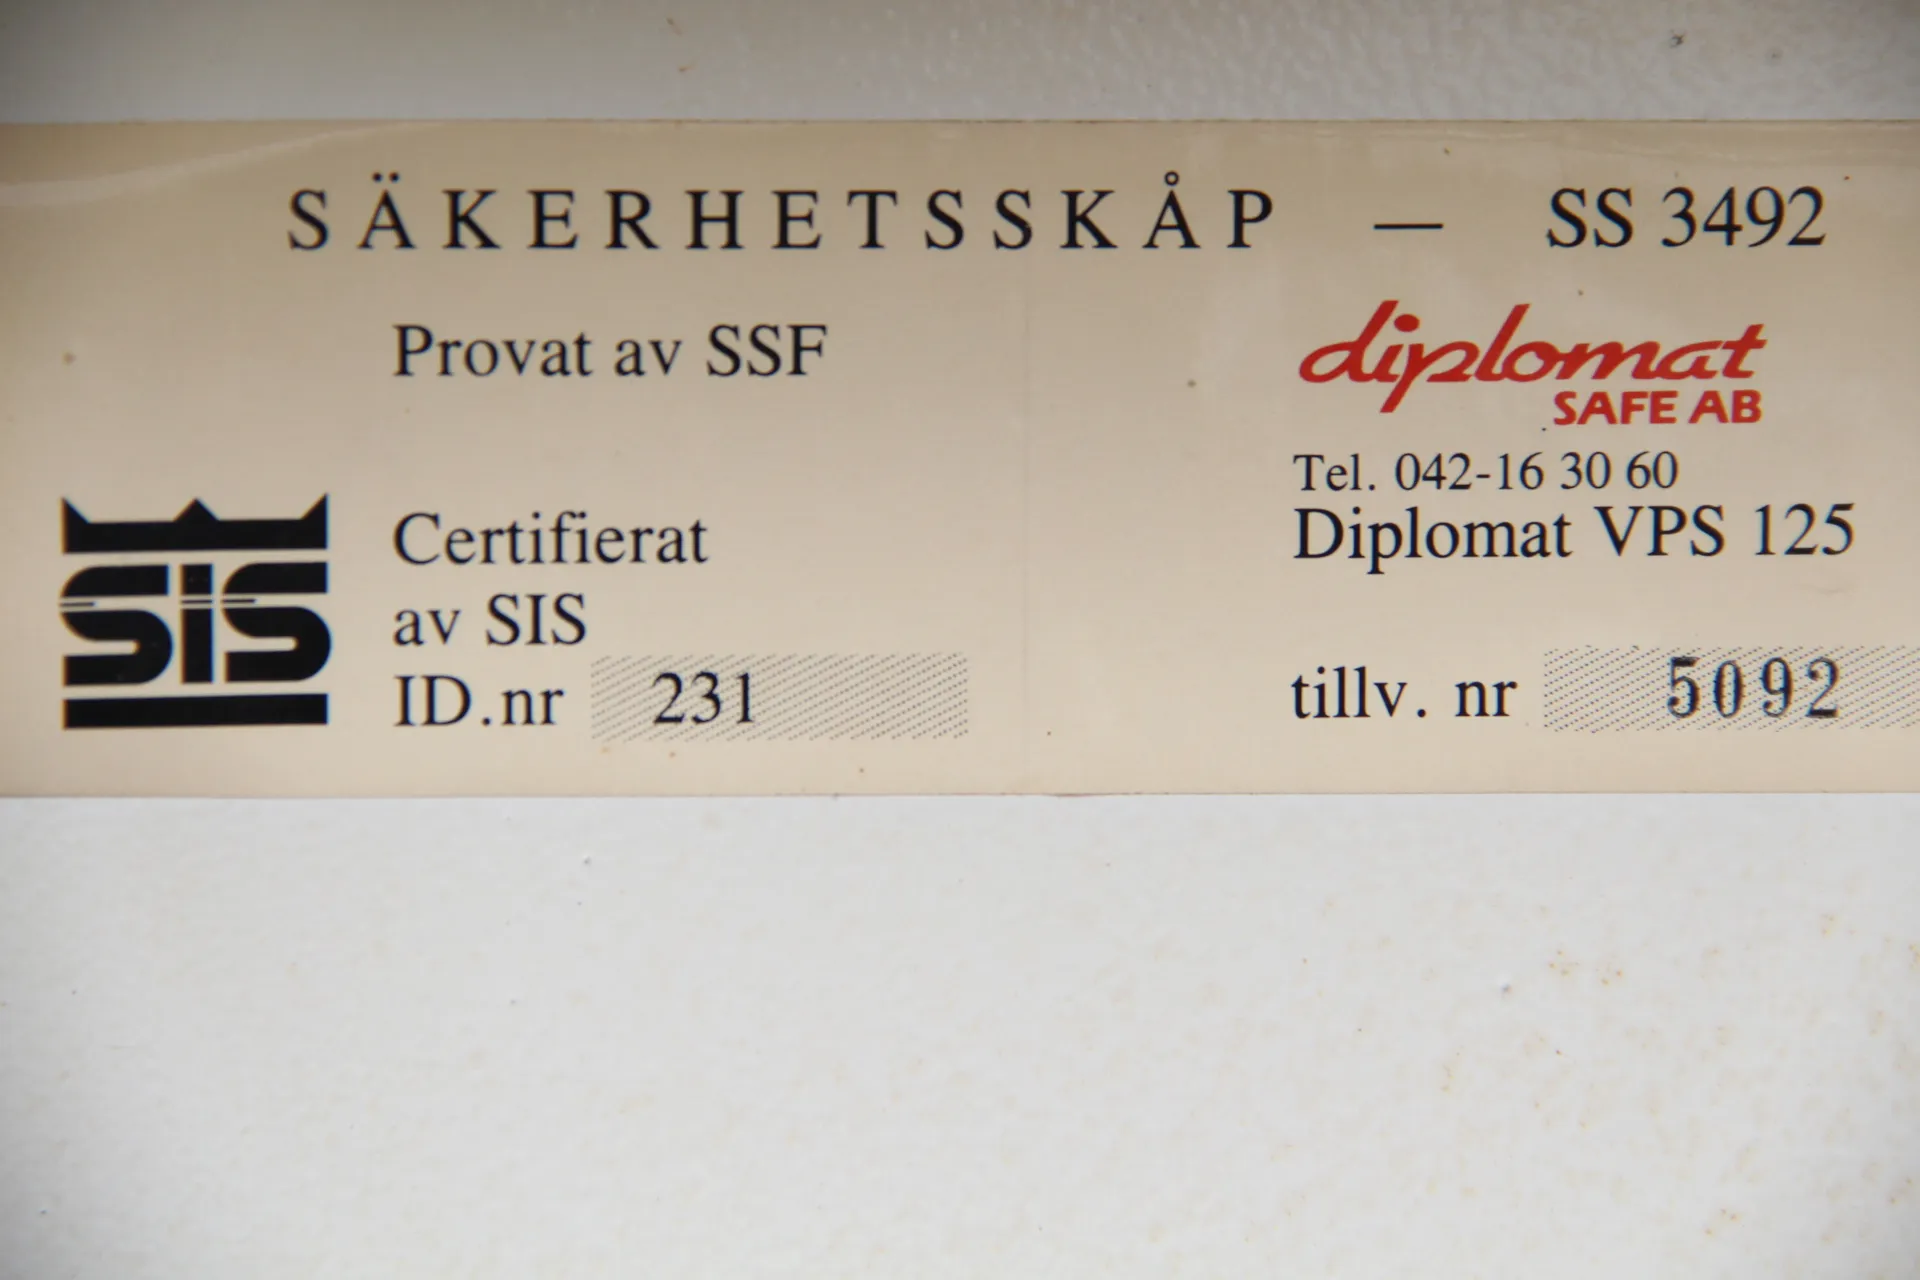 SÄKERHETSSKÅP — SS 3492
Provat av SSF
diplomat
SAFE AB
Tel. 042-16 30 60
Diplomat VPS 125
SIS
Certifierat
av SIS
ID.nr 231
tillv. nr 5092